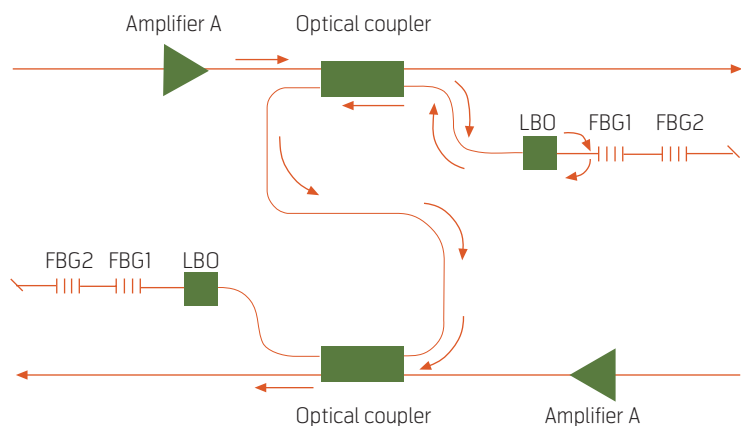 Amplifier A
Optical coupler
LBO
FBG1
FBG2
FBG2
FBG1
LBO
Optical coupler
Amplifier A